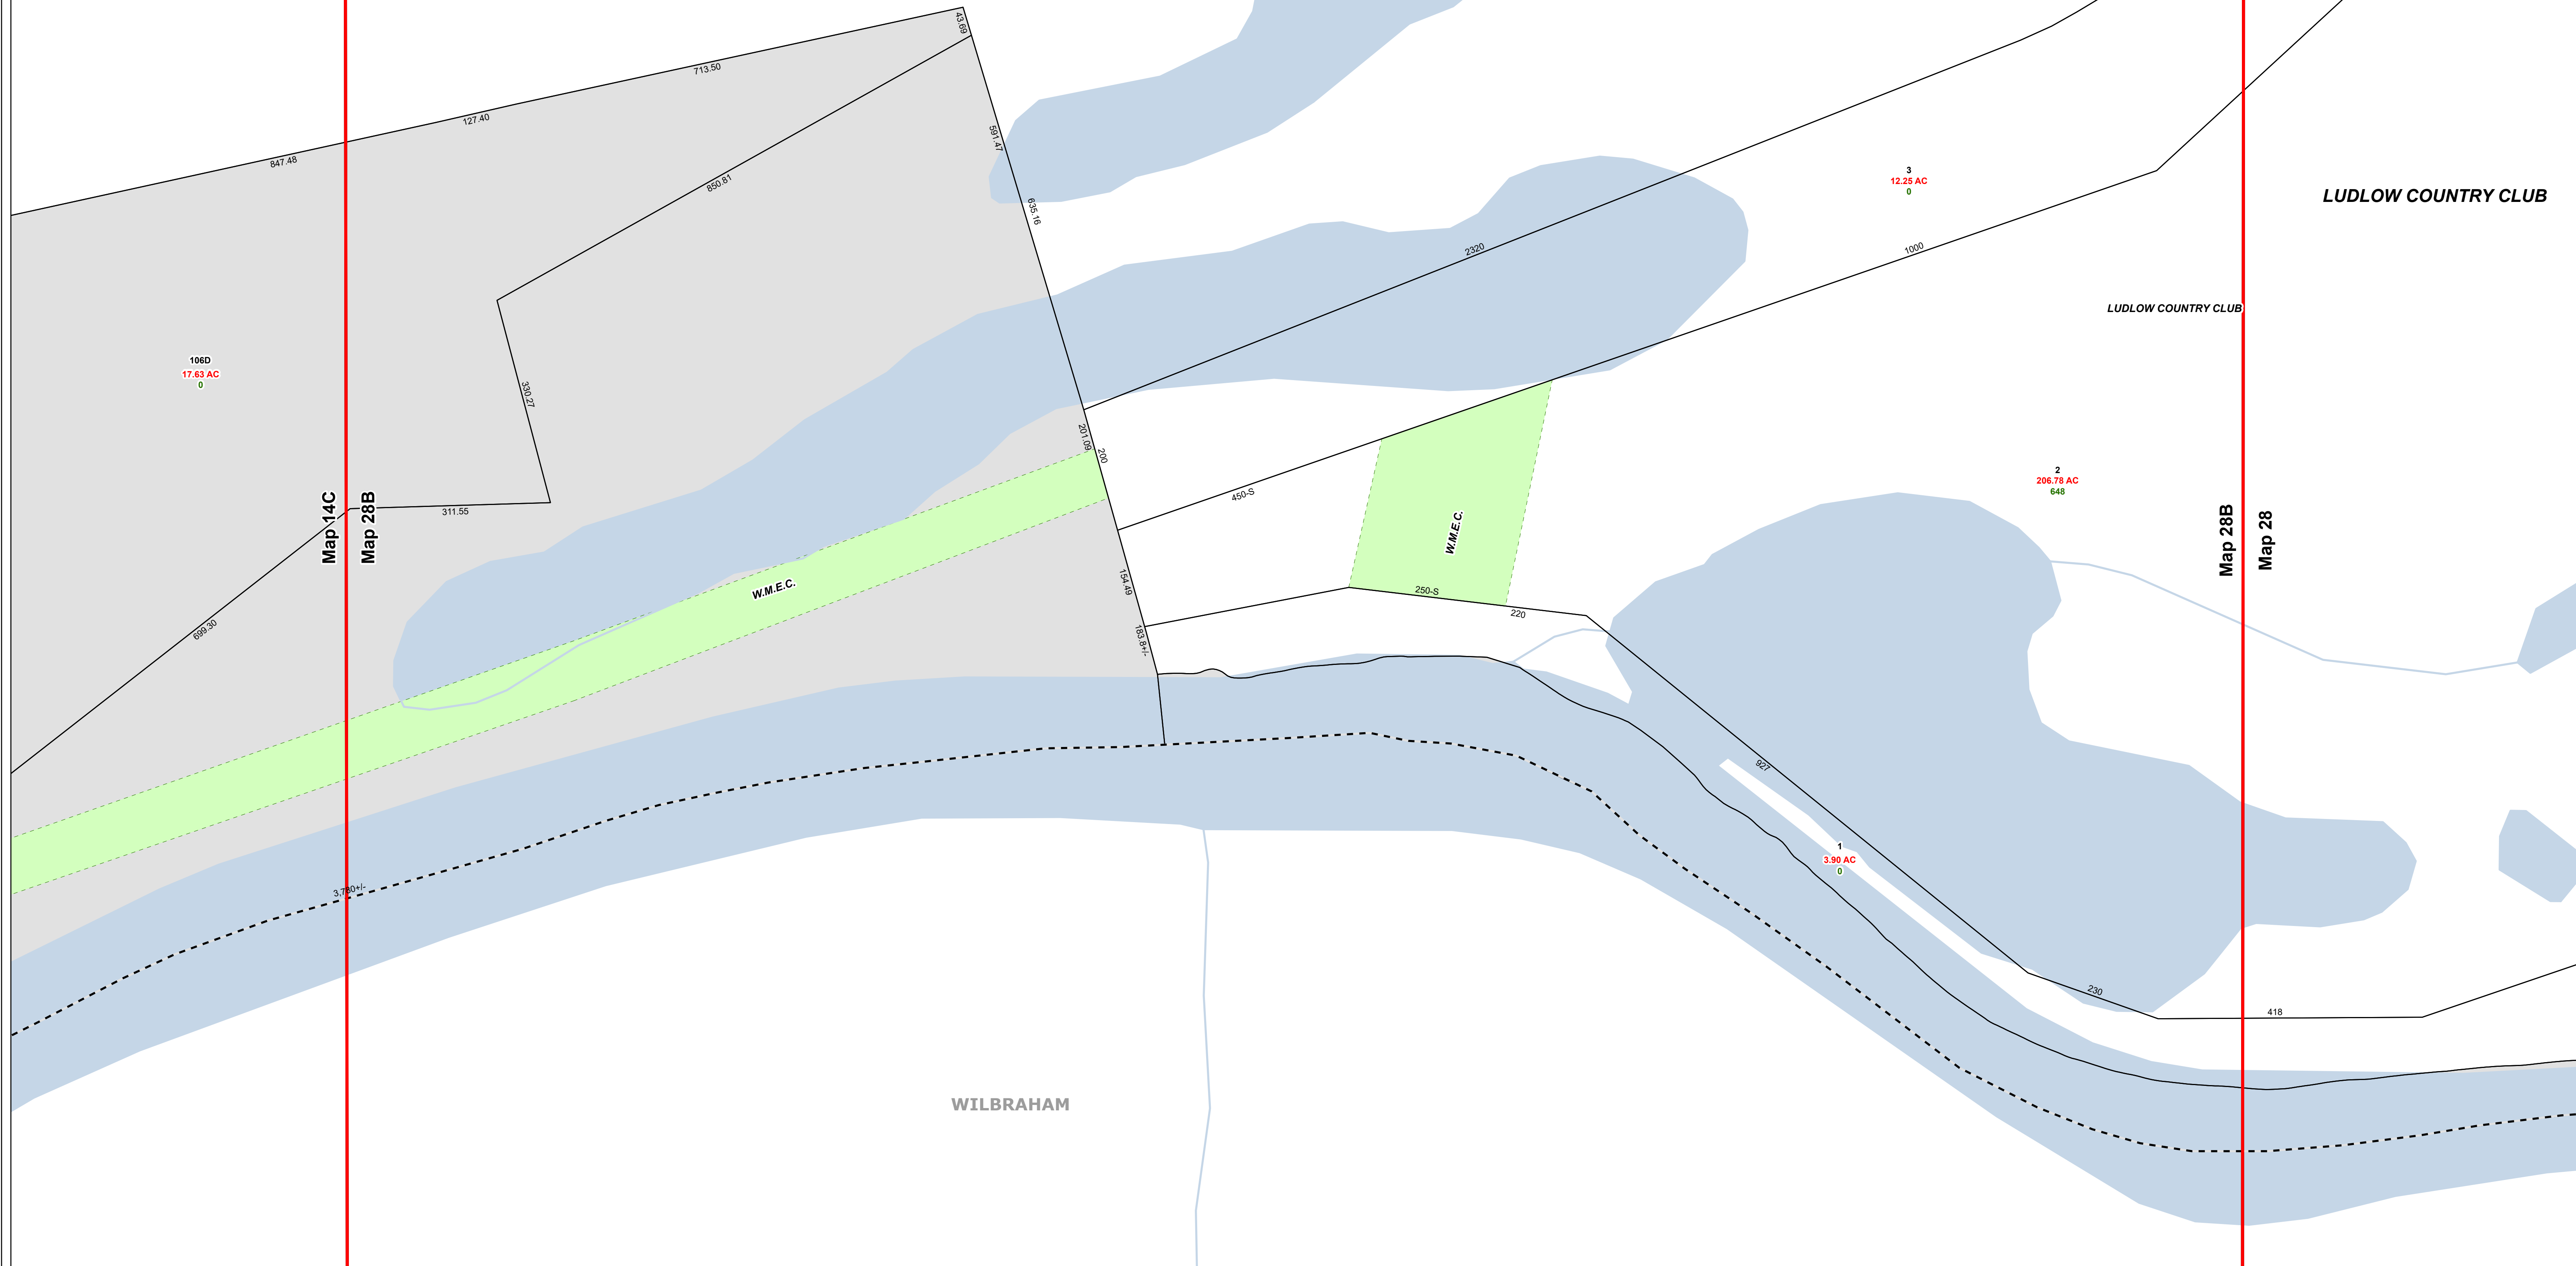 43.69
713.50
127.40
847.48
591.47
850.81
635.16
3
12.25 AC
0
LUDLOW COUNTRY CLUB
2320
1000
LUDLOW COUNTRY CLUB
106D
17.63 AC
0
330.27
201.09
200
2
206.78 AC
648
450-S
Map 14C
Map 28B
311.55
W.M.E.C.
Map 28B
Map 28
154.49
W.M.E.C.
250-S
220
699.30
183.8+/-
927
1
3.90 AC
0
3,780+/-
230
418
WILBRAHAM